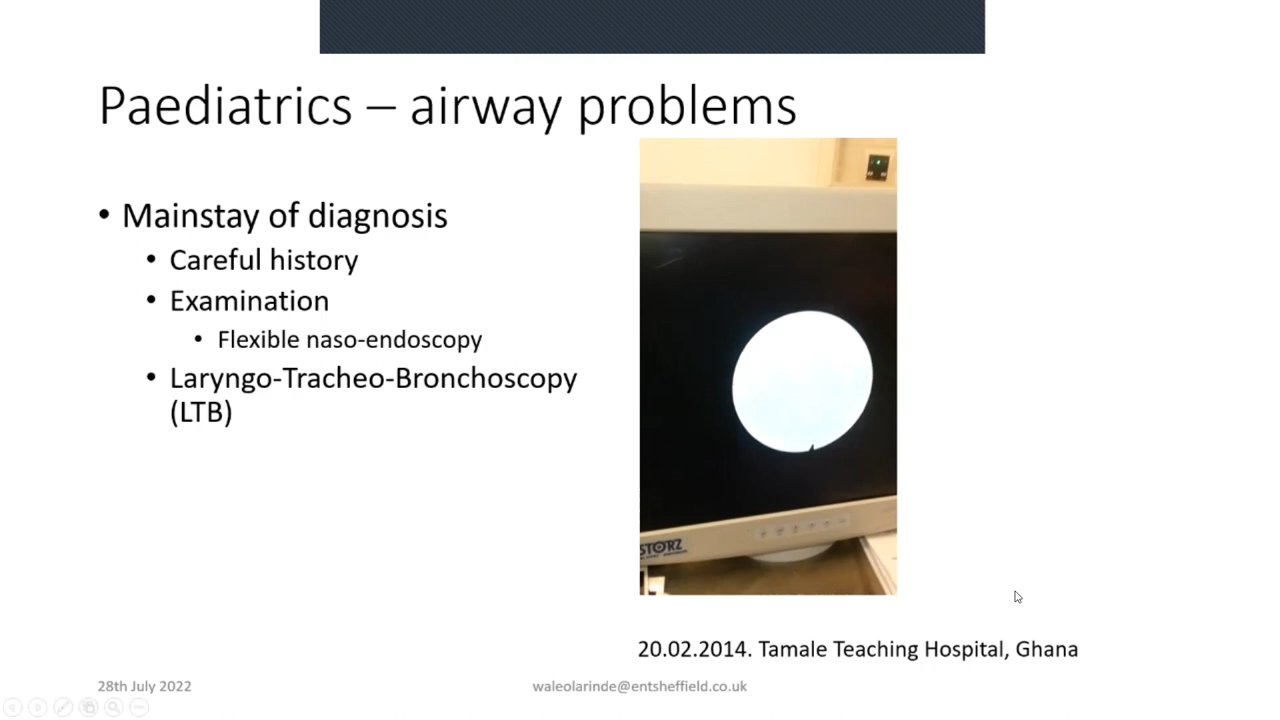 Paediatrics – airway problems
• Mainstay of diagnosis
• Careful history
• Examination
• Flexible naso-endoscopy
• Laryngo-Tracheo-Bronchoscopy
(LTB)
STORZ
20.02.2014. Tamale Teaching Hospital, Ghana
28th July 2022
waleolarinde@entsheffield.co.uk